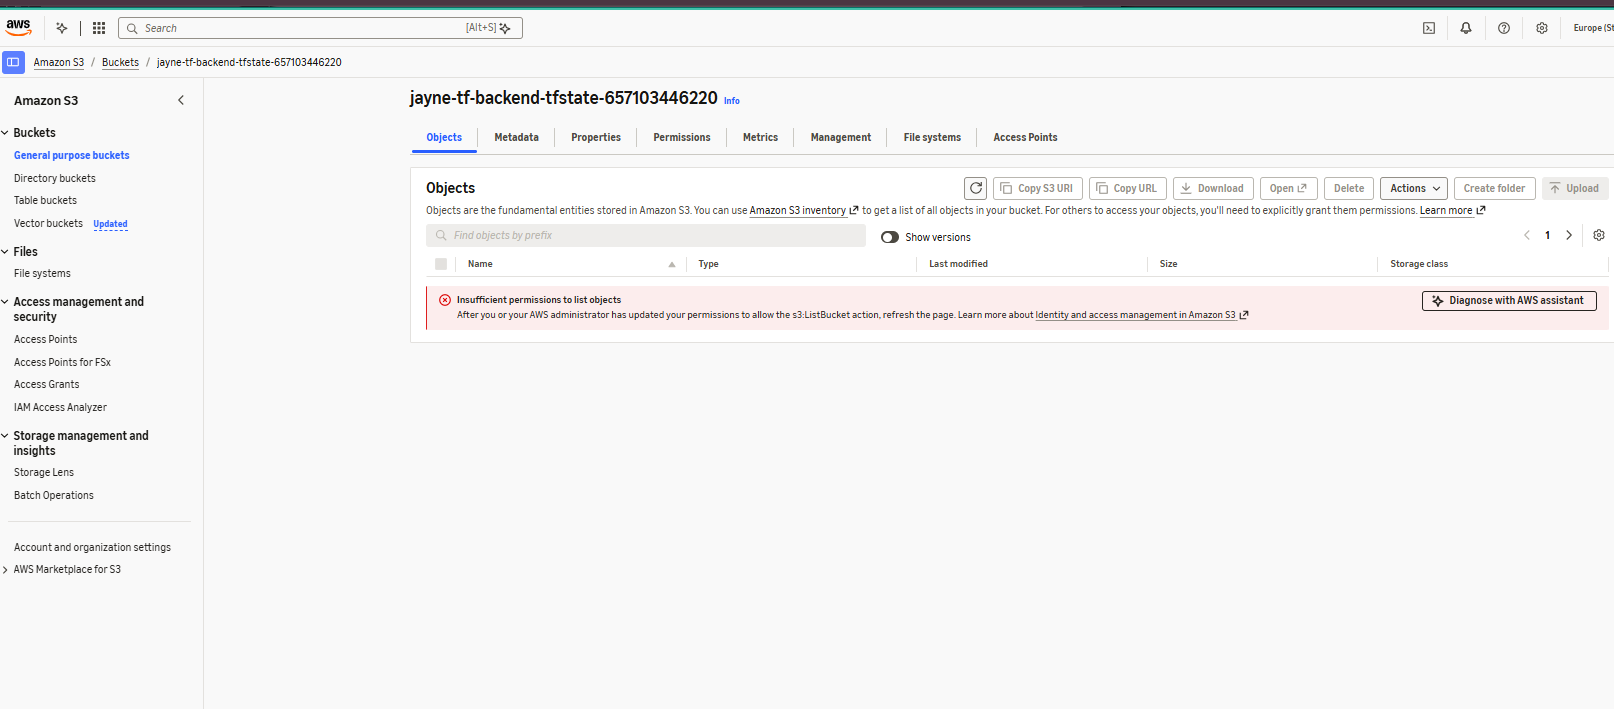 aws
Search [Alt+S]
Europe (St
Amazon S3 / Buckets / jayne-tf-backend-tfstate-657103446220
Amazon S3
Buckets
General purpose buckets
Directory buckets
Table buckets
Vector buckets Updated
Files
File systems
Access management and
security
Access Points
Access Points for FSx
Access Grants
IAM Access Analyzer
Storage management and
insights
Storage Lens
Batch Operations
Account and organization settings
AWS Marketplace for S3
jayne-tf-backend-tfstate-657103446220 Info
Objects Metadata Properties Permissions Metrics Management File systems Access Points
Objects
Copy S3 URI Copy URL Download Open Delete Actions Create folder Upload
Objects are the fundamental entities stored in Amazon S3. You can use Amazon S3 inventory to get a list of all objects in your bucket. For others to access your objects, you'll need to explicitly grant them permissions. Learn more
Find objects by prefix
Show versions
1
Name Type Last modified Size Storage class
Insufficient permissions to list objects
After you or your AWS administrator has updated your permissions to allow the s3:ListBucket action, refresh the page. Learn more about Identity and access management in Amazon S3
Diagnose with AWS assistant